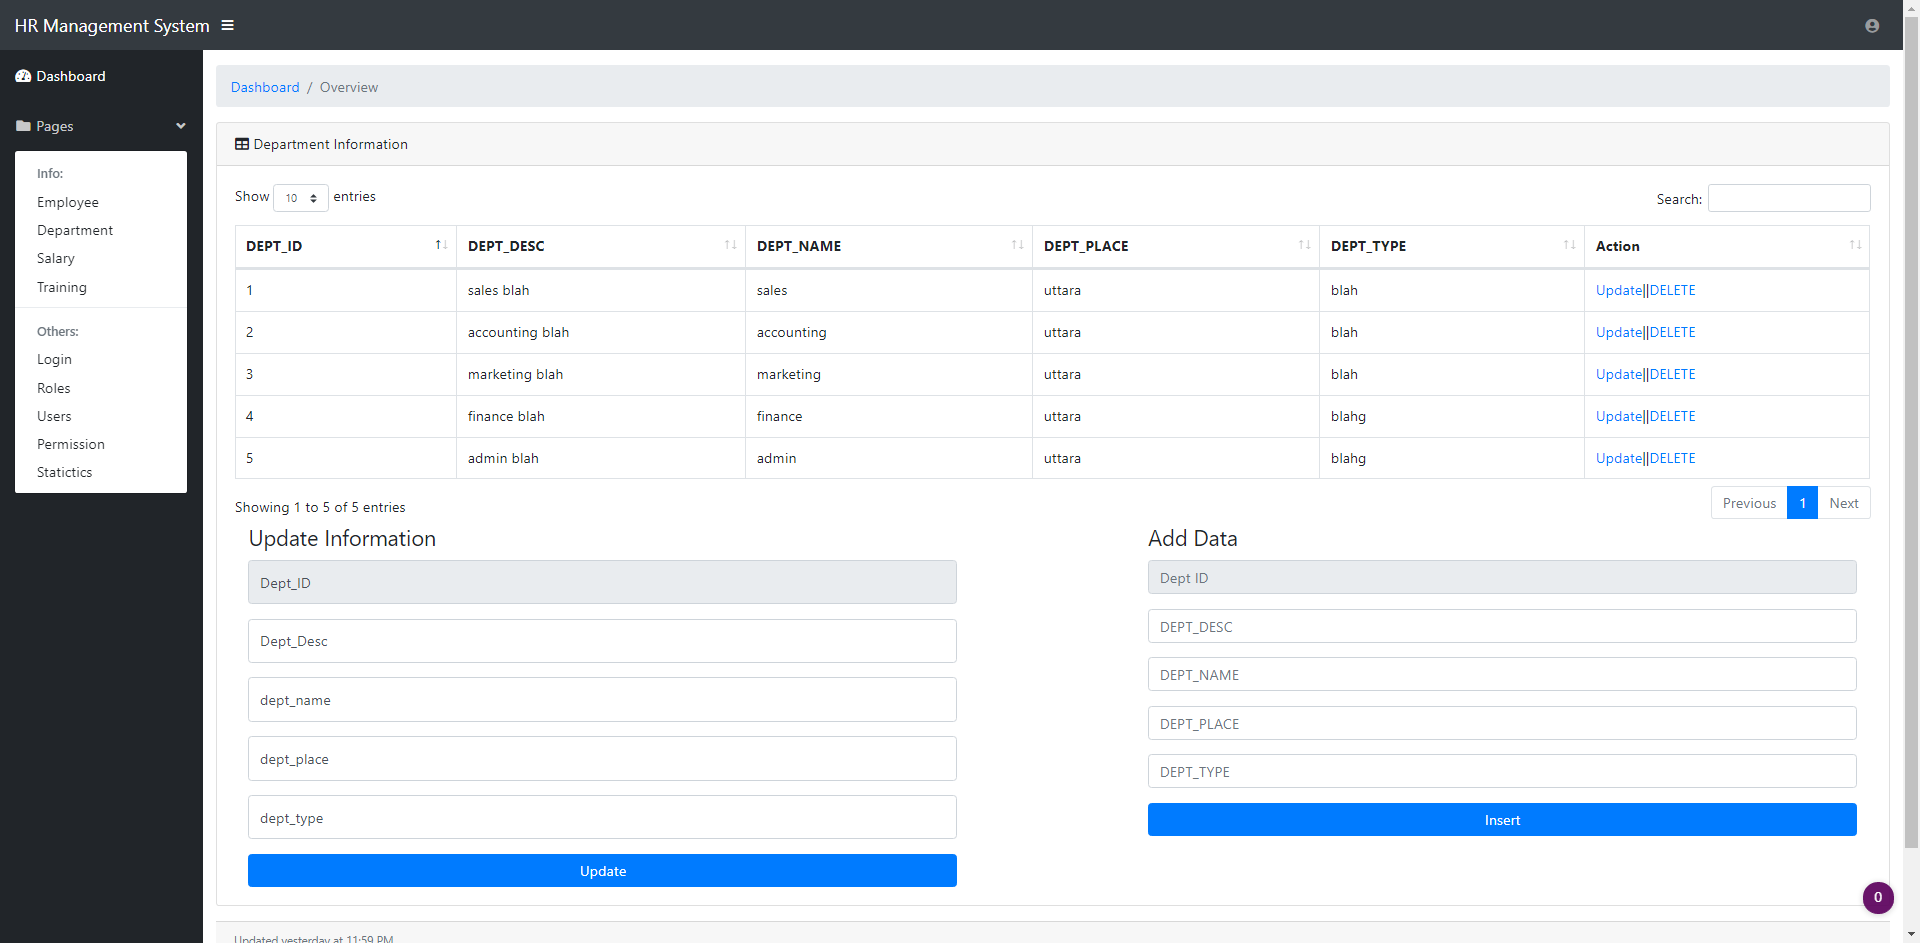 HR Management System
Dashboard
Pages
Info:
Employee
Department
Salary
Training
Others:
Login
Roles
Users
Permission
Statictics
Dashboard / Overview
Department Information
Show 10 entries
Search:
DEPT_ID DEPT_DESC DEPT_NAME DEPT_PLACE DEPT_TYPE Action
1 sales blah sales uttara blah Update||DELETE
2 accounting blah accounting uttara blah Update||DELETE
3 marketing blah marketing uttara blah Update||DELETE
4 finance blah finance uttara blahg Update||DELETE
5 admin blah admin uttara blahg Update||DELETE
Showing 1 to 5 of 5 entries
Previous 1 Next
Update Information
Dept_ID
Dept_Desc
dept_name
dept_place
dept_type
Update
Add Data
Dept ID
DEPT_DESC
DEPT_NAME
DEPT_PLACE
DEPT_TYPE
Insert
0
Updated yesterday at 11:59 PM